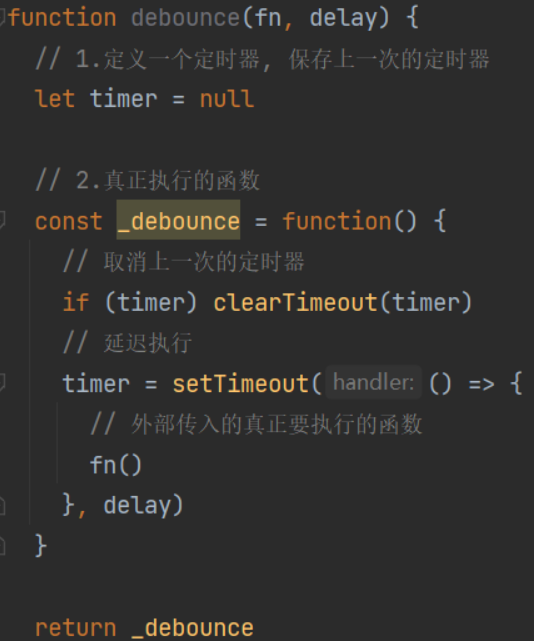 function debounce(fn, delay) {
// 1.定义一个定时器, 保存上一次的定时器
let timer = null
// 2.真正执行的函数
const _debounce = function() {
// 取消上一次的定时器
if (timer) clearTimeout(timer)
// 延迟执行
timer = setTimeout( handler: () => {
// 外部传入的真正要执行的函数
fn()
}, delay)
}
return _debounce